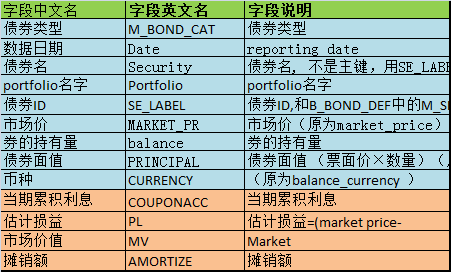 字段中文名 字段英文名 字段说明
债券类型 M_BOND_CAT 债券类型
数据日期 Date reporting date
债券名 Security 债券名, 不是主键，用SE_LABE
portfolio名字 Portfolio portfolio名字
债券ID SE_LABEL 债券ID,和B_BOND_DEF中的M_SE
市场价 MARKET_PR 市场价（原为market_price）
券的持有量 balance 券的持有量
债券面值 PRINCIPAL 债券面值（票面价×数量）（
币种 CURRENCY （原为balance_currency ）
当期累积利息 COUPONACC 当期累积利息
估计损益 PL 估计损益=(market price-
市场价值 MV Market
摊销额 AMORTIZE 摊销额